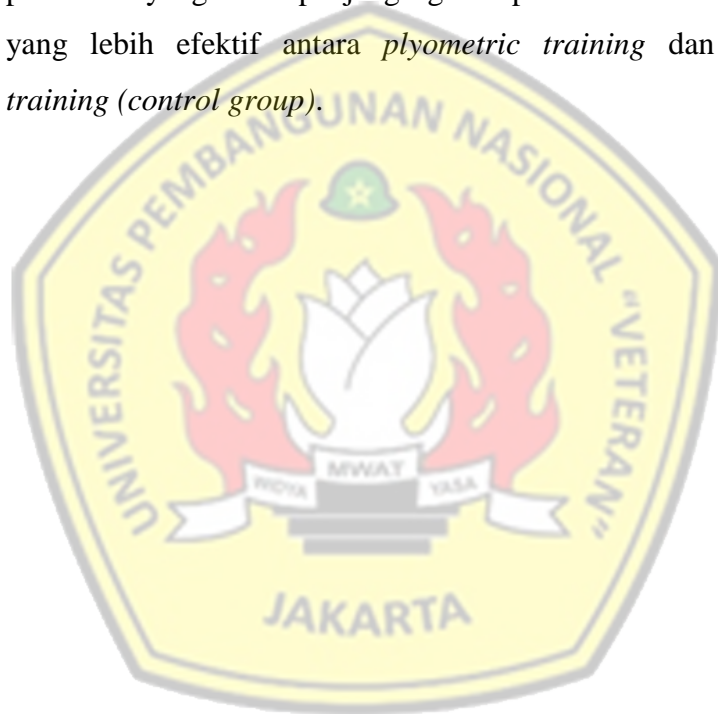 yang lebih efektif antara plyometric training dan
training (control group).
UNIVERSITAS PEMBANGUNAN NASIONAL "VETERAN"
WIDYA MWAT YASA
JAKARTA